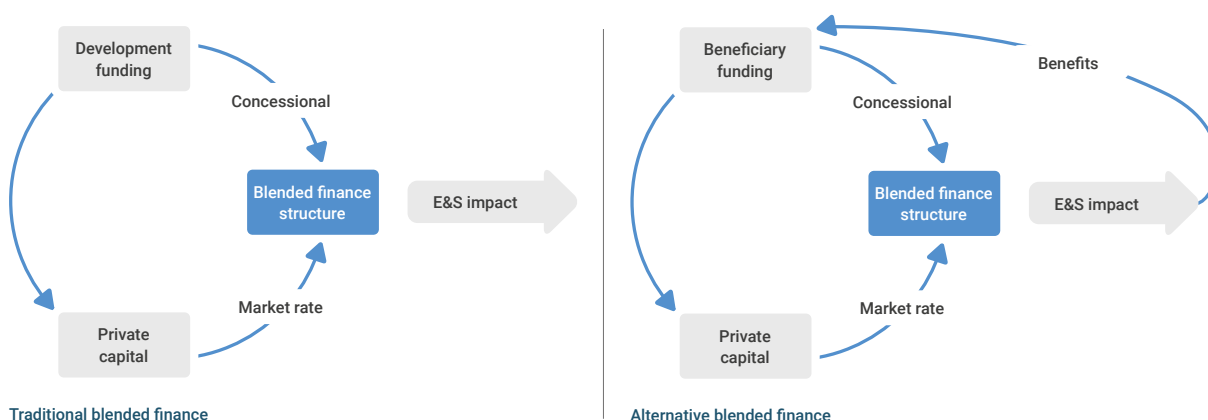 Development
funding
Concessional
Blended finance
structure
E&S impact
Market rate
Private
capital
Traditional blended finance
Beneficiary
funding
Benefits
Concessional
Blended finance
structure
E&S impact
Market rate
Private
capital
Alternative blended finance